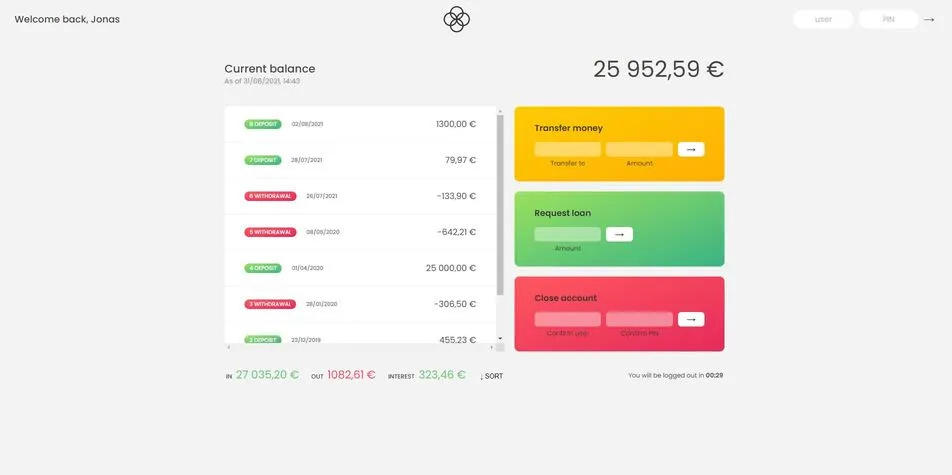 Welcome back, Jonas
user
PIN
→
Current balance
As of 31/08/2021, 14:43
25 952,59 €
8 DEPOSIT 02/08/2021 1300,00 €
7 DEPOSIT 28/07/2021 79,97 €
6 WITHDRAWAL 26/07/2021 -133,90 €
5 WITHDRAWAL 08/05/2020 -642,21 €
4 DEPOSIT 01/04/2020 25 000,00 €
3 WITHDRAWAL 28/01/2020 -306,50 €
2 DEPOSIT 23/12/2019 455,23 €
Transfer money
→
Transfer to Amount
Request loan
→
Amount
Close account
→
Confirm user Confirm PIN
IN 27 035,20 € OUT 1082,61 € INTEREST 323,46 € ↓ SORT
You will be logged out in 00:29